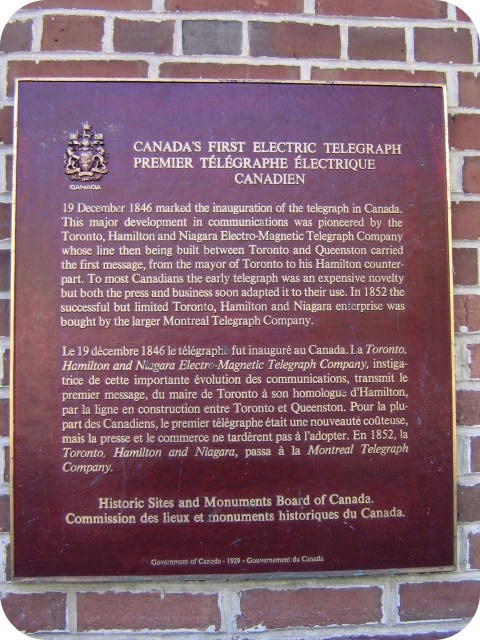 CANADA
CANADA'S FIRST ELECTRIC TELEGRAPH
PREMIER TÉLÉGRAPHE ÉLECTRIQUE
CANADIEN
19 December 1846 marked the inauguration of the telegraph in Canada.
This major development in communications was pioneered by the
Toronto, Hamilton and Niagara Electro-Magnetic Telegraph Company
whose line then being built between Toronto and Queenston carried
the first message, from the mayor of Toronto to his Hamilton counter-
part. To most Canadians the early telegraph was an expensive novelty
but both the press and business soon adapted it to their use. In 1852 the
successful but limited Toronto, Hamilton and Niagara enterprise was
bought by the larger Montreal Telegraph Company.
Le 19 décembre 1846 le télégraphe fut inauguré au Canada. La Toronto,
Hamilton and Niagara Electro-Magnetic Telegraph Company, instiga-
trice de cette importante évolution des communications, transmit le
premier message, du maire de Toronto à son homologue d'Hamilton,
par la ligne en construction entre Toronto et Queenston. Pour la plu-
part des Canadiens, le premier télégraphe était une nouveauté coûteuse,
mais la presse et le commerce ne tardèrent pas à l'adopter. En 1852, la
Toronto, Hamilton and Niagara, passa à la Montreal Telegraph
Company.
Historic Sites and Monuments Board of Canada.
Commission des lieux et monuments historiques du Canada.
Government of Canada - 1929 - Gouvernement du Canada